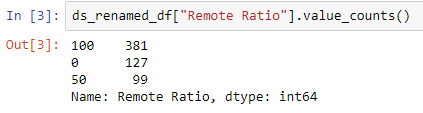 In [3]: ds_renamed_df["Remote Ratio"].value_counts()
Out[3]: 100    381
0      127
50      99
Name: Remote Ratio, dtype: int64